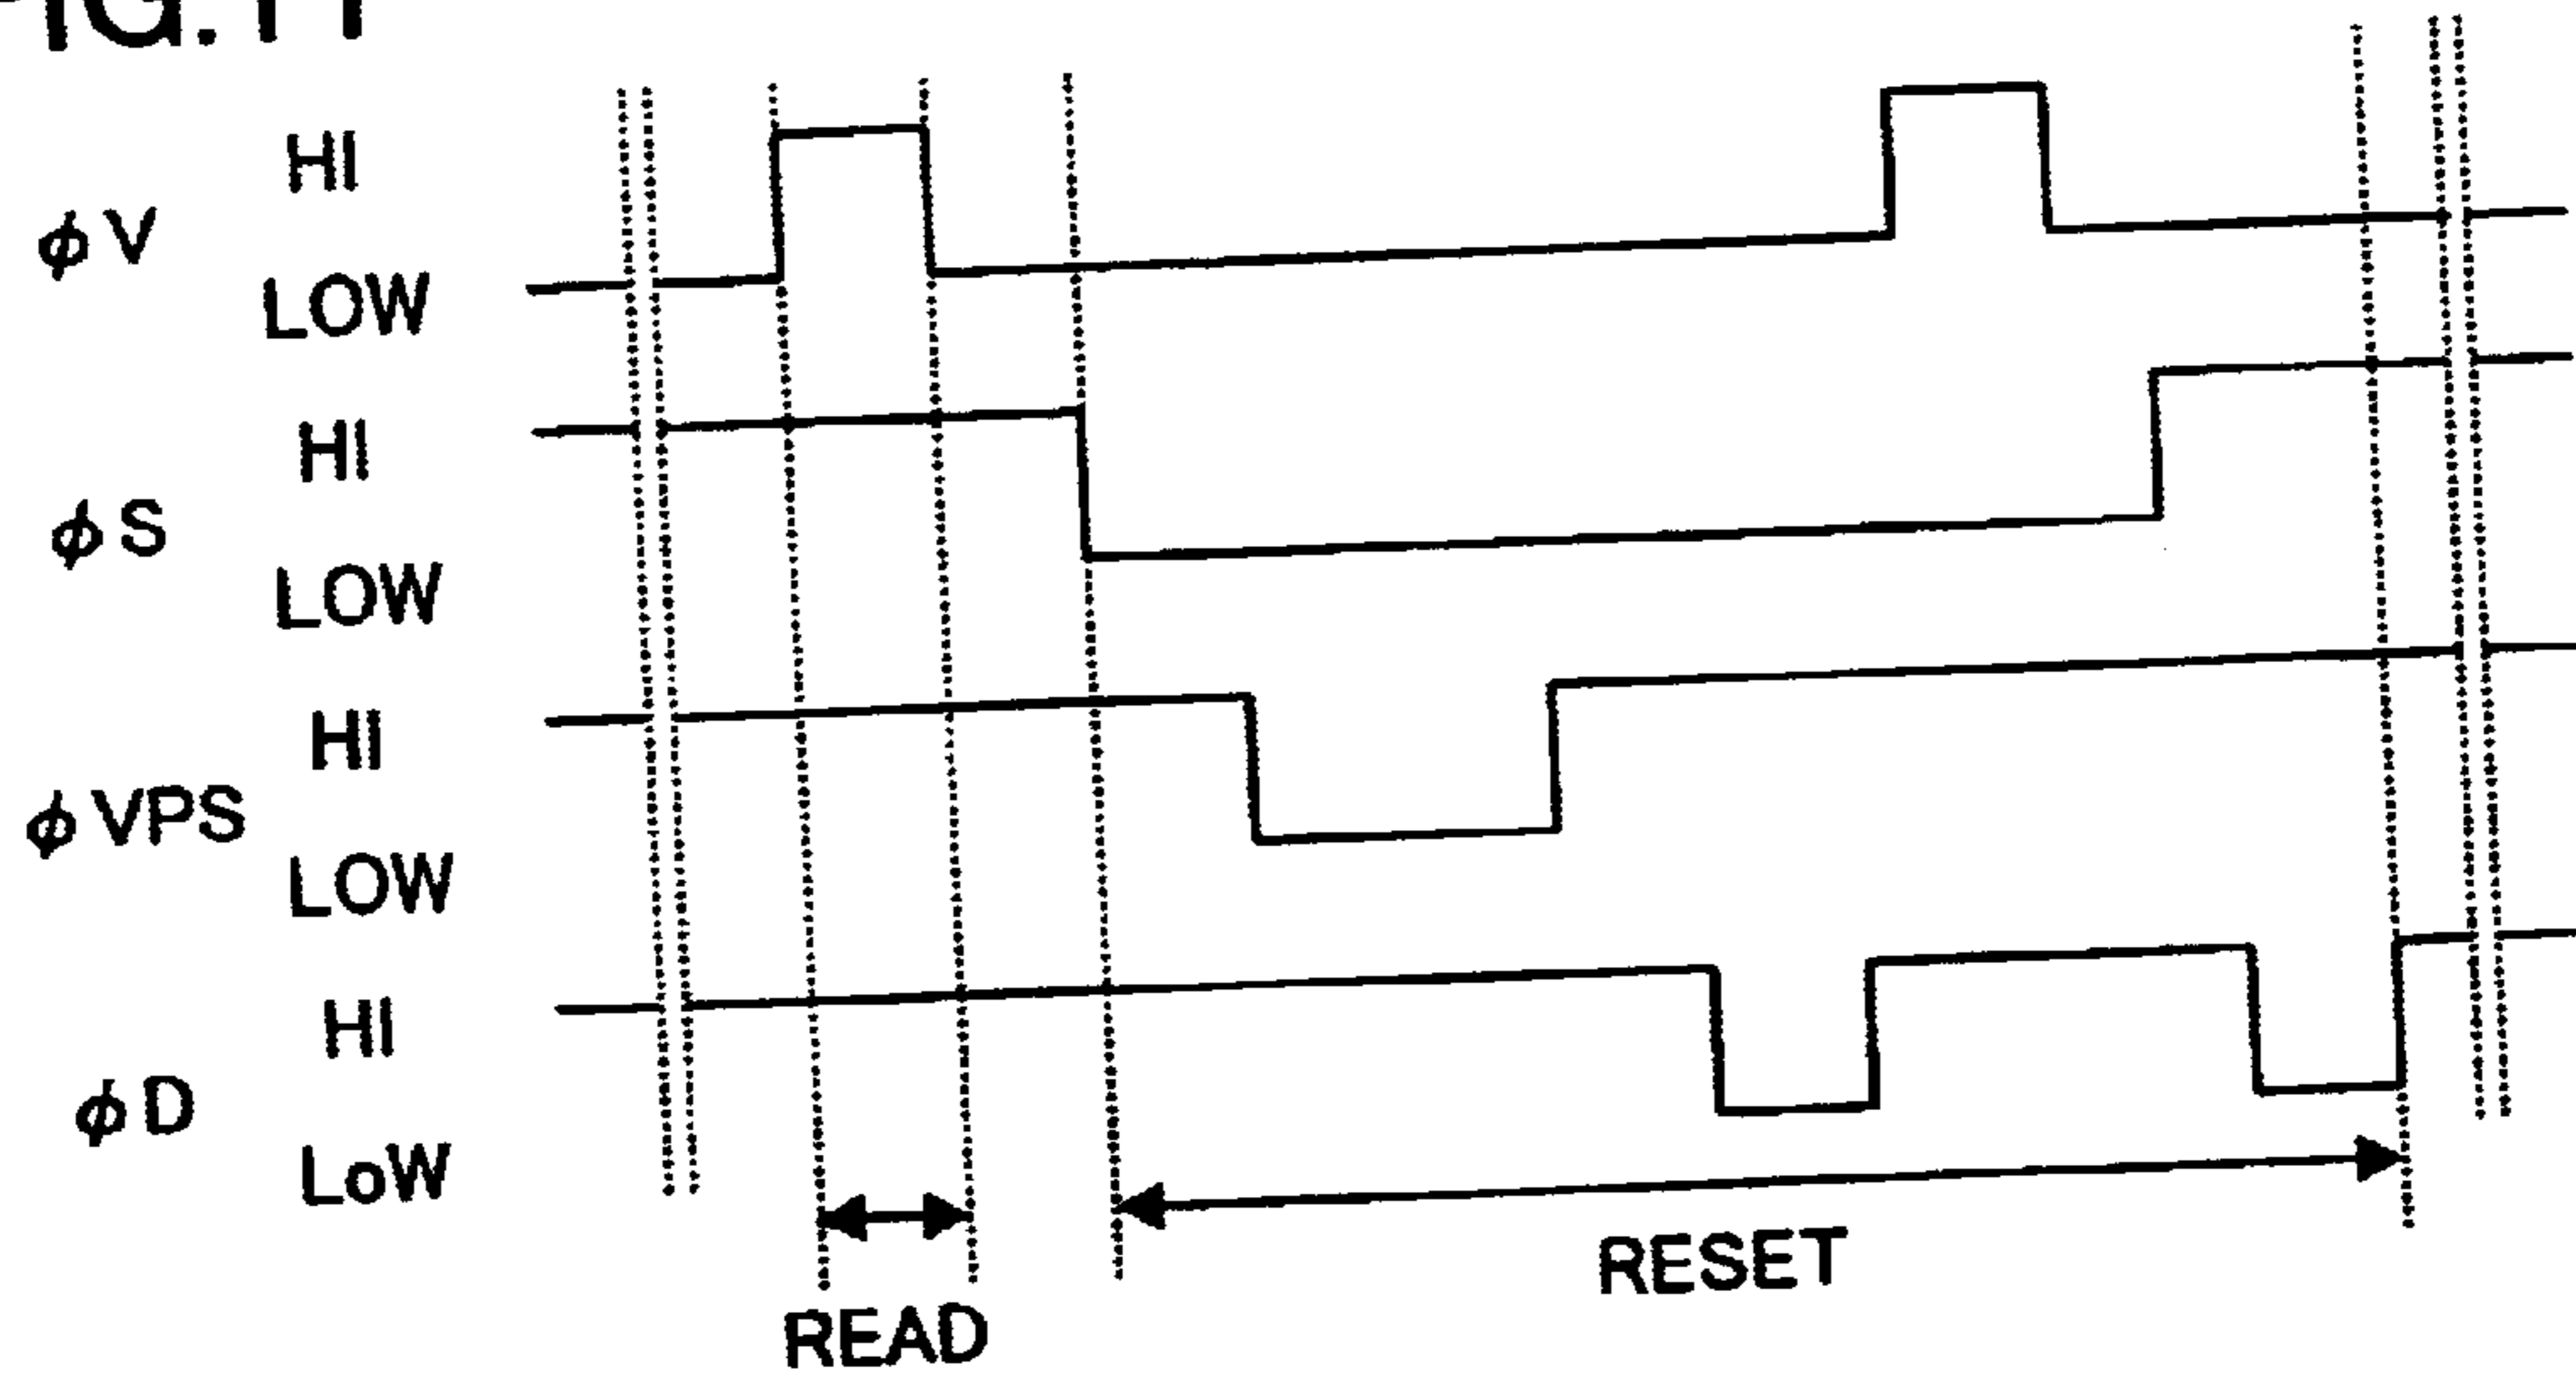 FIG.11
HI
φV
LOW
HI
φS
LOW
HI
φVPS
LOW
HI
φD
LoW
READ
RESET